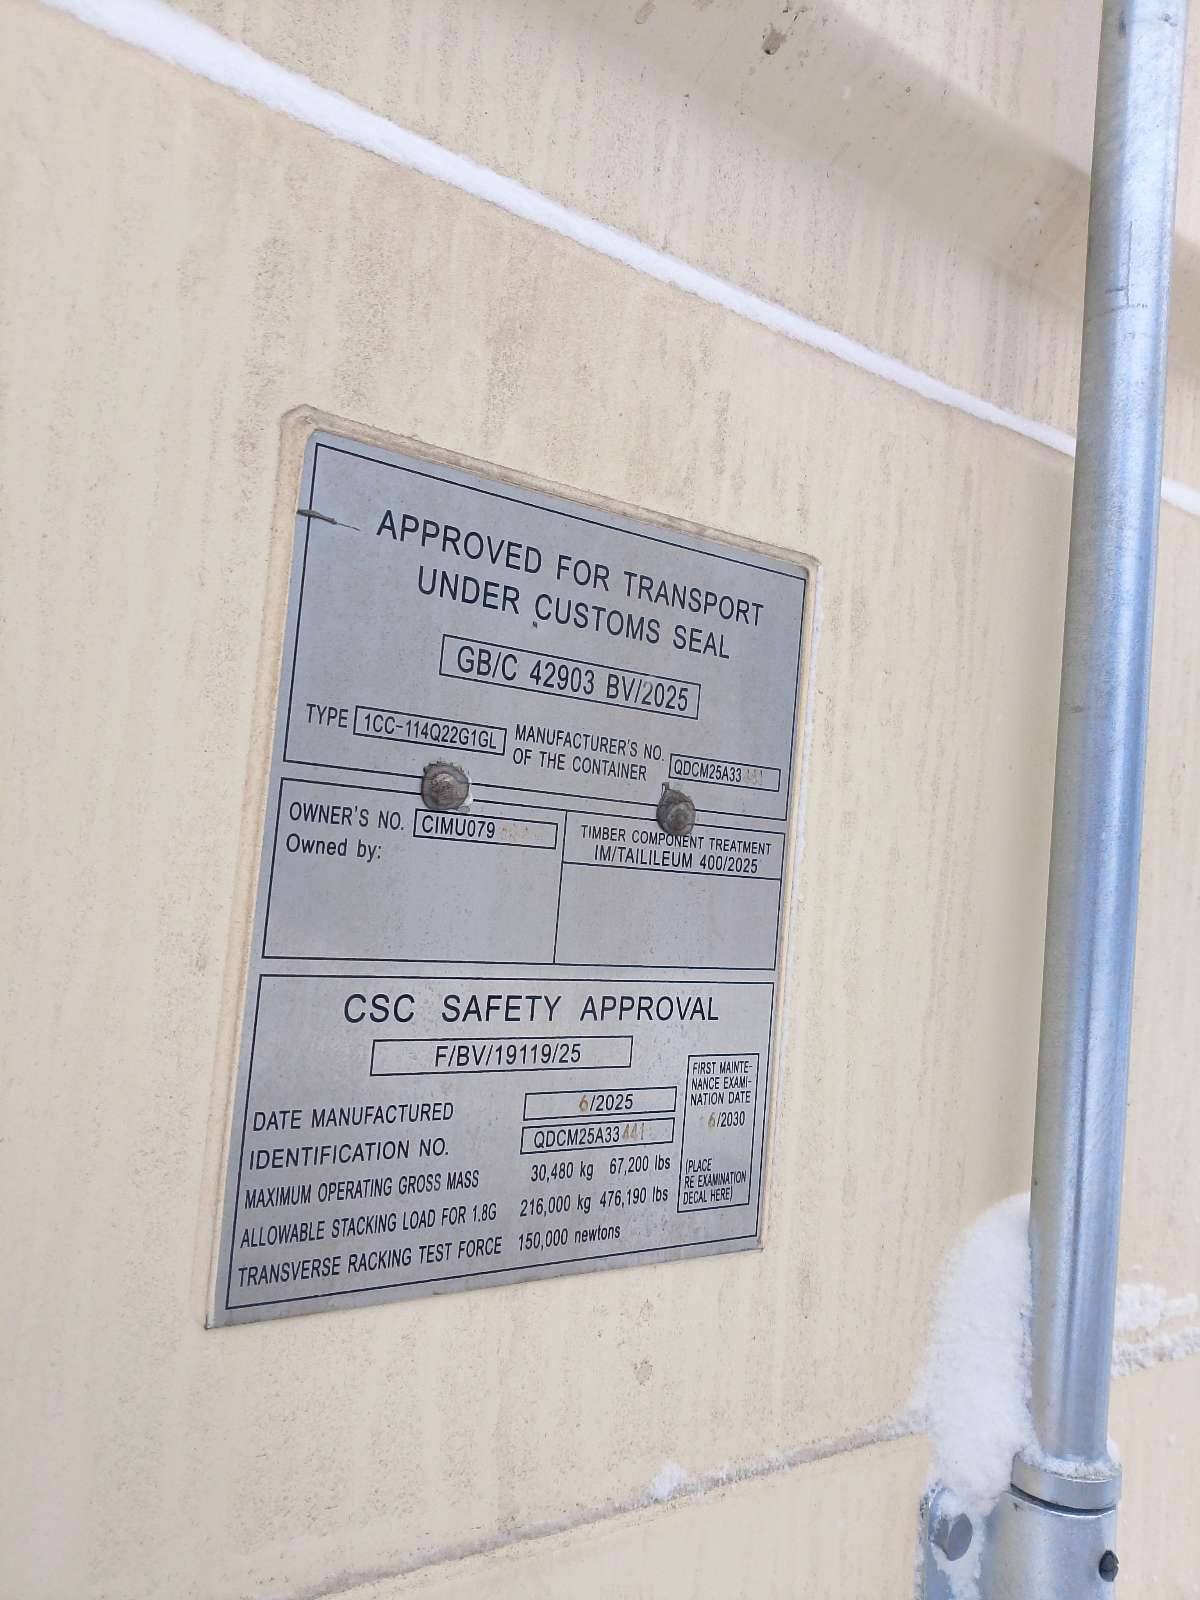 APPROVED FOR TRANSPORT
UNDER CUSTOMS SEAL
GB/C 42903 BV/2025
TYPE 1CC-114Q22G1GL MANUFACTURER'S NO.
OF THE CONTAINER QDCM25A33441
OWNER'S NO. CIMU079
Owned by:
TIMBER COMPONENT TREATMENT
IM/TAILILEUM 400/2025
CSC SAFETY APPROVAL
F/BV/19119/25
DATE MANUFACTURED 6/2025
IDENTIFICATION NO. QDCM25A33441
MAXIMUM OPERATING GROSS MASS 30,480 kg 67,200 lbs
ALLOWABLE STACKING LOAD FOR 1.8G 216,000 kg 476,190 lbs
TRANSVERSE RACKING TEST FORCE 150,000 newtons
FIRST MAINTE-
NANCE EXAMI-
NATION DATE
6/2030
(PLACE
RE EXAMINATION
DECAL HERE)